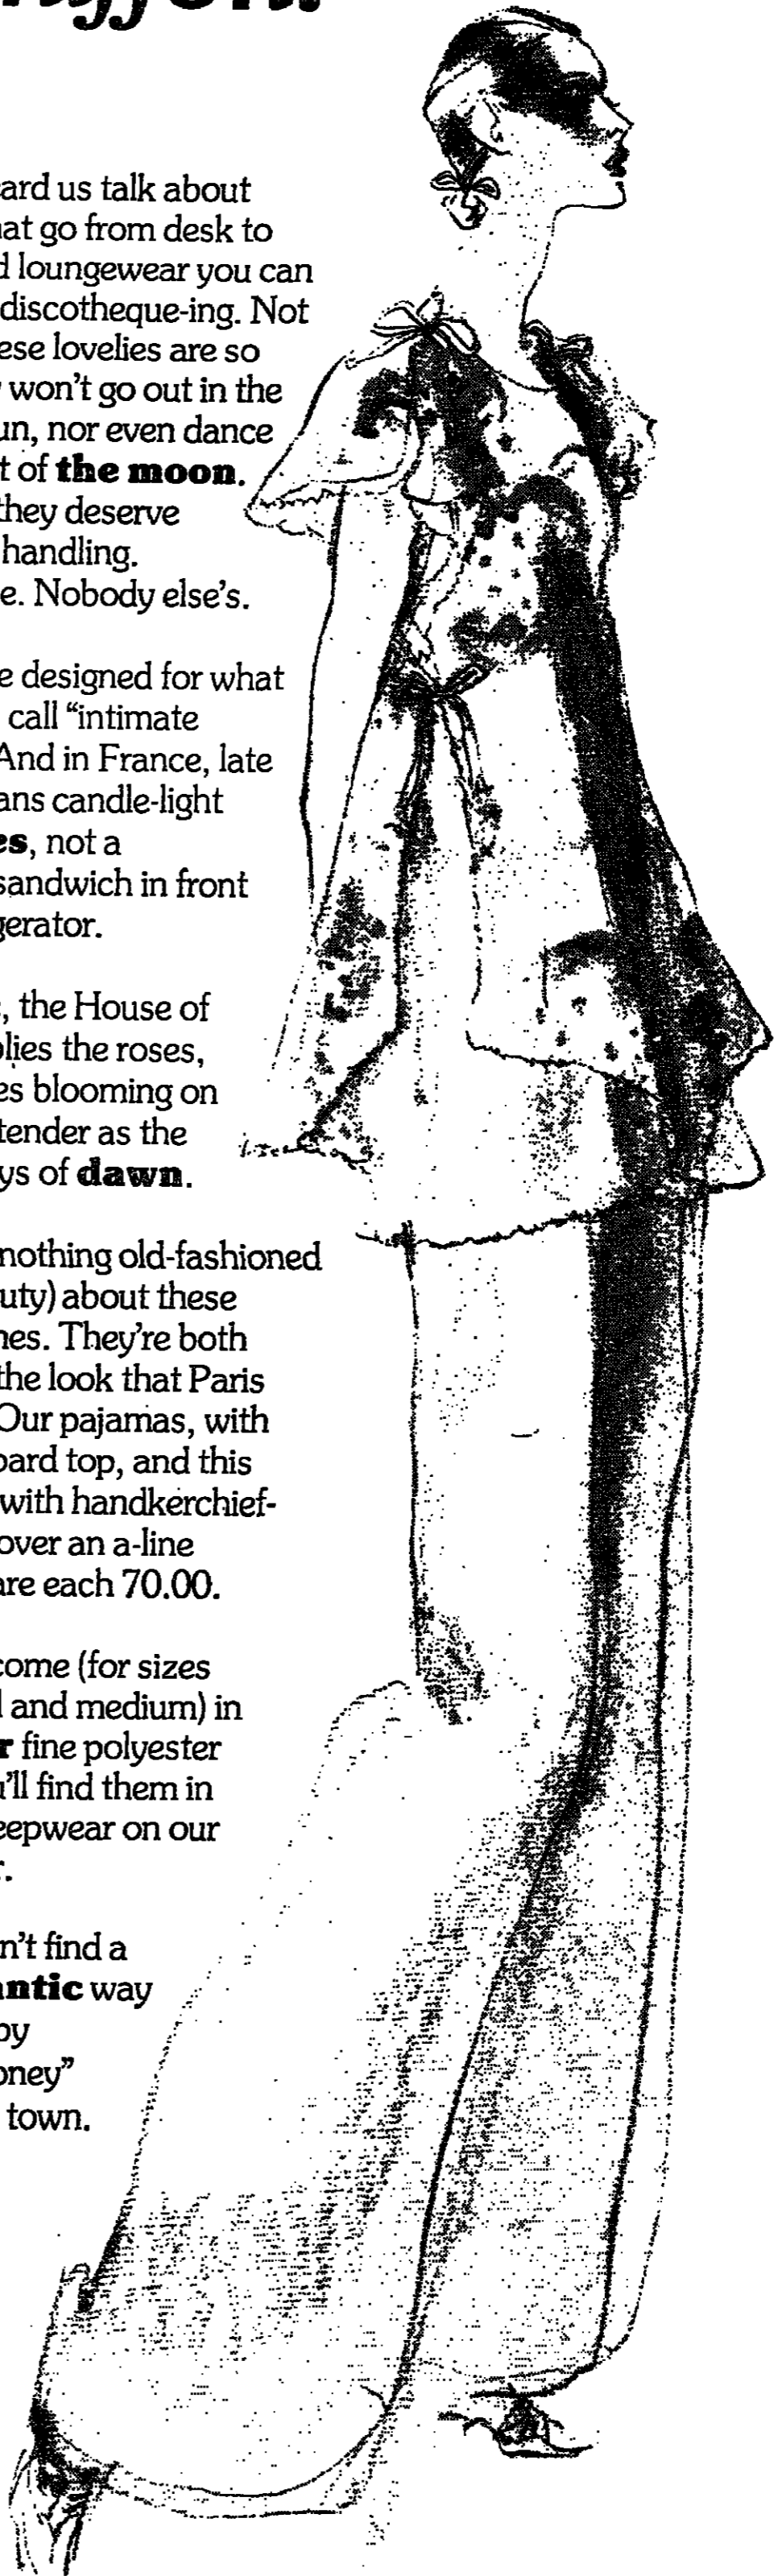 ard us talk about
at go from desk to
d loungewear you can
discotheque-ing. Not
ese lovelies are so
won't go out in the
un, nor even dance
t of the moon.
they deserve
handling.
e. Nobody else's.
e designed for what
call "intimate
And in France, late
ans candle-light
es, not a
sandwich in front
gerator.
, the House of
lies the roses,
es blooming on
tender as the
ys of dawn.
nothing old-fashioned
uty) about these
nes. They're both
the look that Paris
Our pajamas, with
oard top, and this
with handkerchief-
over an a-line
are each 70.00.
come (for sizes
l and medium) in
r fine polyester
u'll find them in
eepwear on our
r.
n't find a
antic way
by
oney"
town.